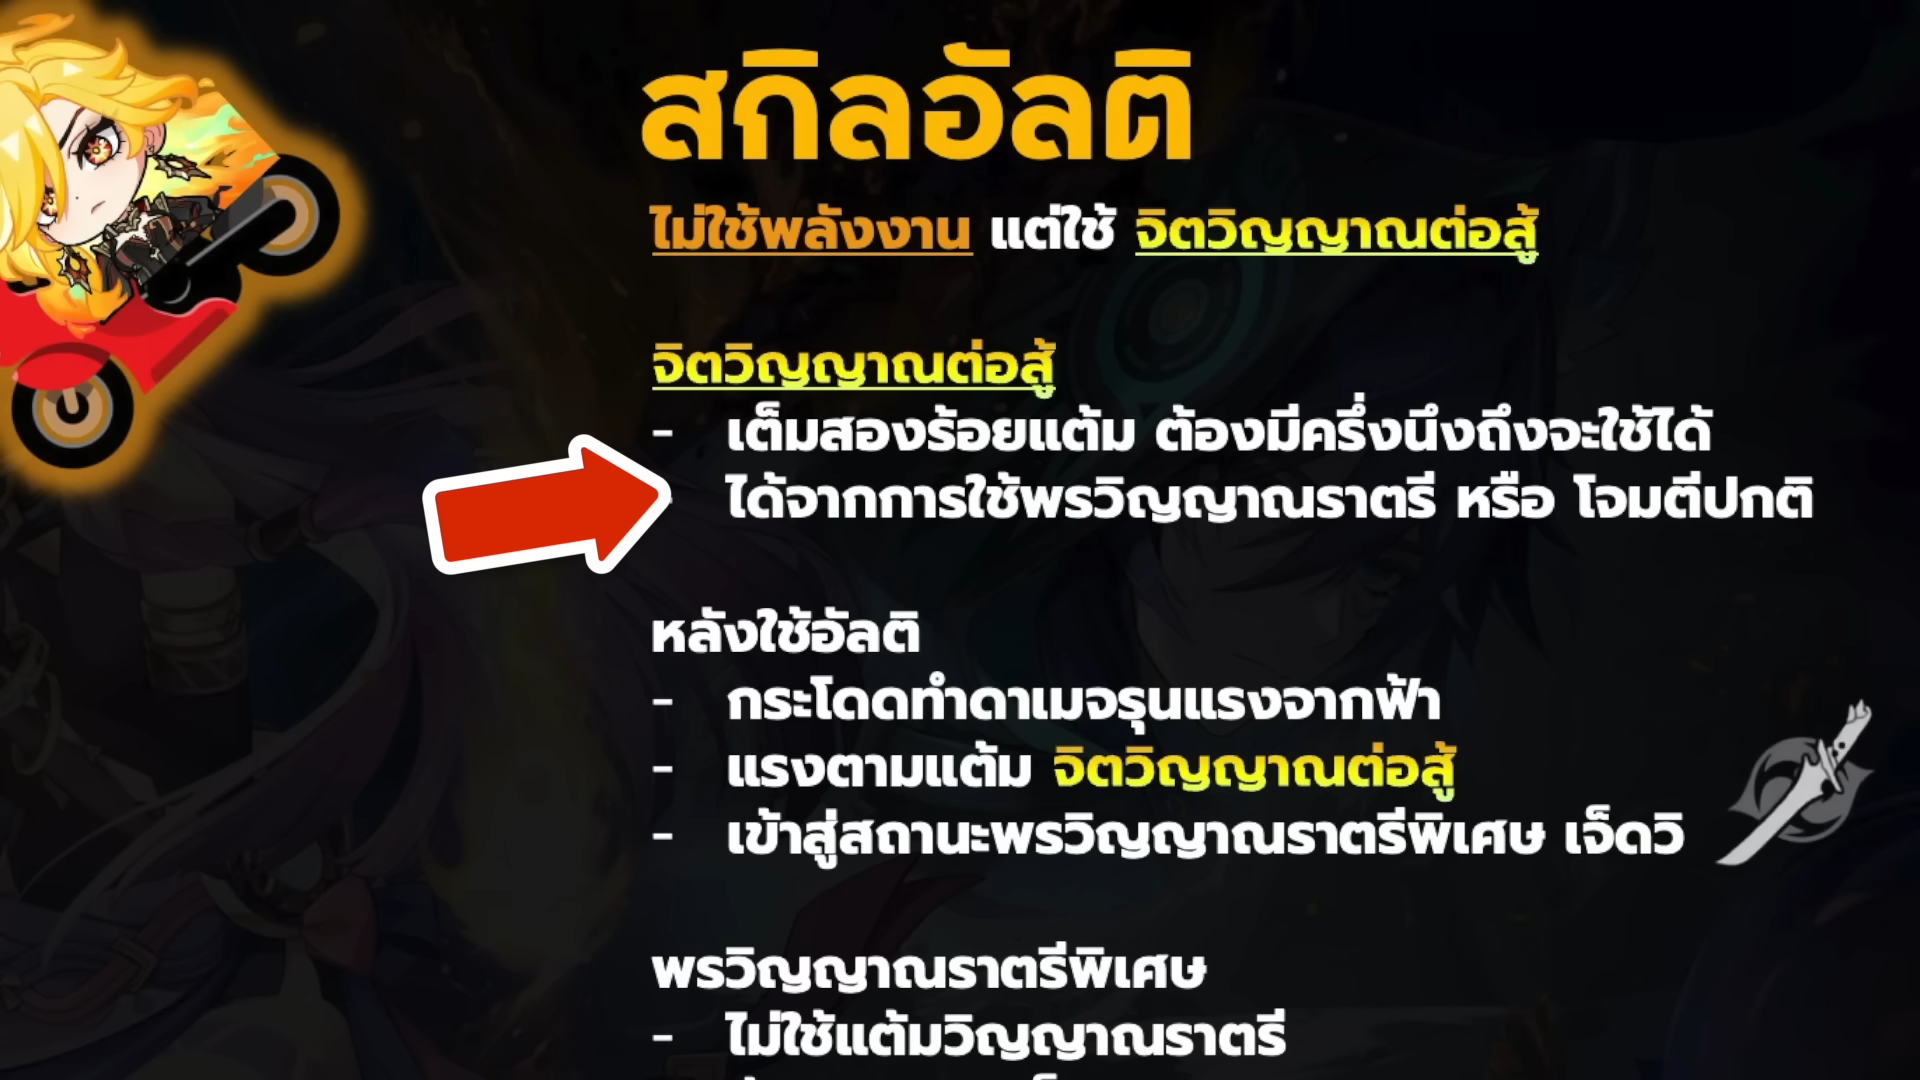 สกิลอัลติ
ไม่ใช้พลังงาน แต่ใช้ จิตวิญญาณต่อสู้
จิตวิญญาณต่อสู้
- เต็มสองร้อยแต้ม ต้องมีครึ่งนึงถึงจะใช้ได้
ได้จากการใช้พรวิญญาณราตรี หรือ โจมตีปกติ
หลังใช้อัลติ
- กระโดดทำดาเมจรุนแรงจากฟ้า
- แรงตามแต้ม จิตวิญญาณต่อสู้
- เข้าสู่สถานะพรวิญญาณราตรีพิเศษ เจ็ดวิ
พรวิญญาณราตรีพิเศษ
- ไม่ใช้แต้มวิญญาณราตรี